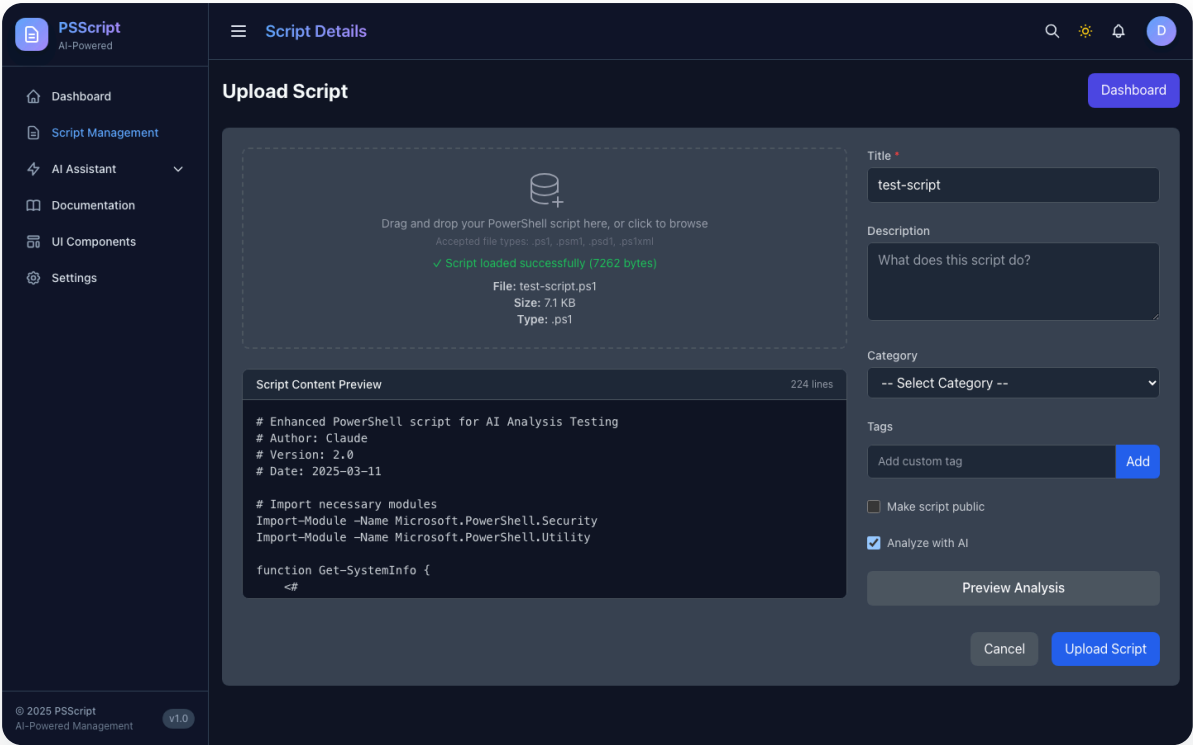 PSScript
AI-Powered
Script Details
D
Dashboard
Script Management
AI Assistant
Documentation
UI Components
Settings
© 2025 PSScript
AI-Powered Management
v1.0
Upload Script
Dashboard
Drag and drop your PowerShell script here, or click to browse
Accepted file types: .ps1, .psm1, .psd1, .ps1xml
✓ Script loaded successfully (7262 bytes)
File: test-script.ps1
Size: 7.1 KB
Type: .ps1
Script Content Preview
224 lines
# Enhanced PowerShell script for AI Analysis Testing
# Author: Claude
# Version: 2.0
# Date: 2025-03-11
# Import necessary modules
Import-Module -Name Microsoft.PowerShell.Security
Import-Module -Name Microsoft.PowerShell.Utility
function Get-SystemInfo {
<#
Title *
test-script
Description
What does this script do?
Category
-- Select Category --
Tags
Add custom tag
Add
Make script public
Analyze with AI
Preview Analysis
Cancel
Upload Script